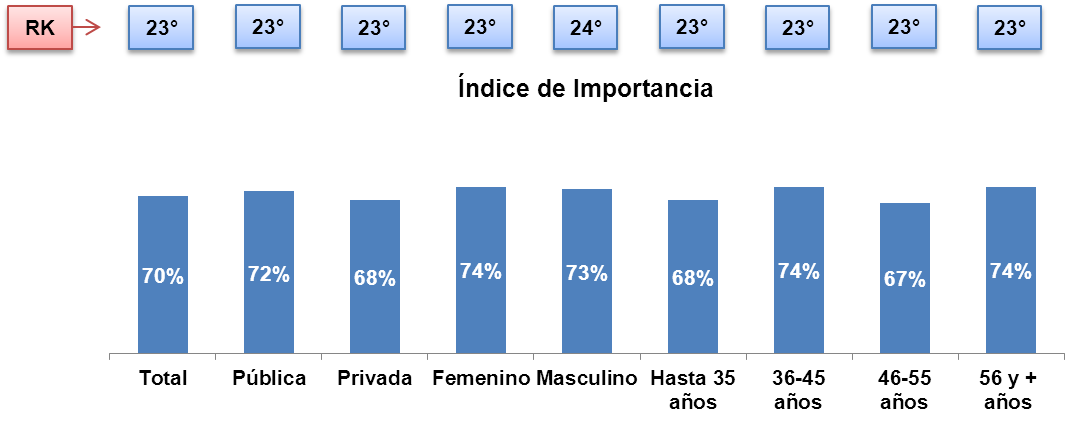 RK 23° 23° 23° 23° 24° 23° 23° 23° 23°
Índice de Importancia
70% 72% 68% 74% 73% 68% 74% 67% 74%
Total Pública Privada Femenino Masculino Hasta 35 36-45 46-55 56 y +
años años años años